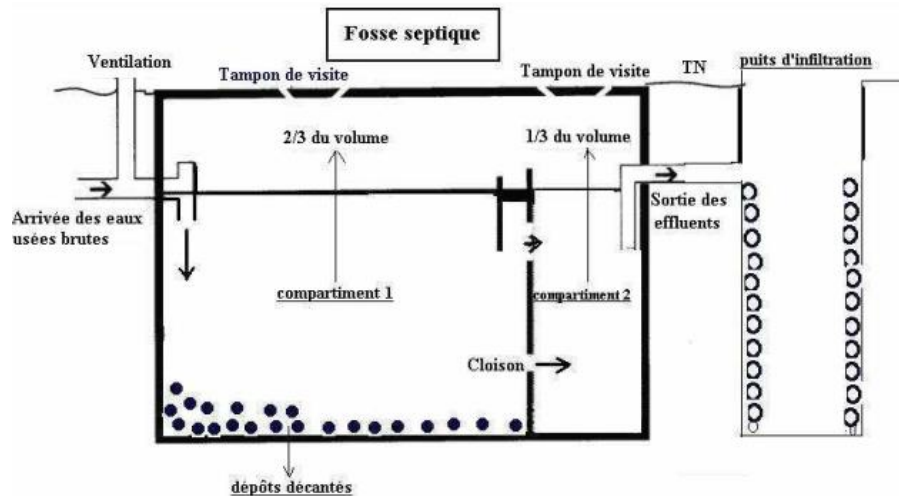 Fosse septique
Ventilation
Tampon de visite
Tampon de visite
TN
puits d'infiltration
2/3 du volume
1/3 du volume
Arrivée des eaux
usées brutes
Sortie des
effluents
compartiment 1
compartiment 2
Cloison
dépôts décantés